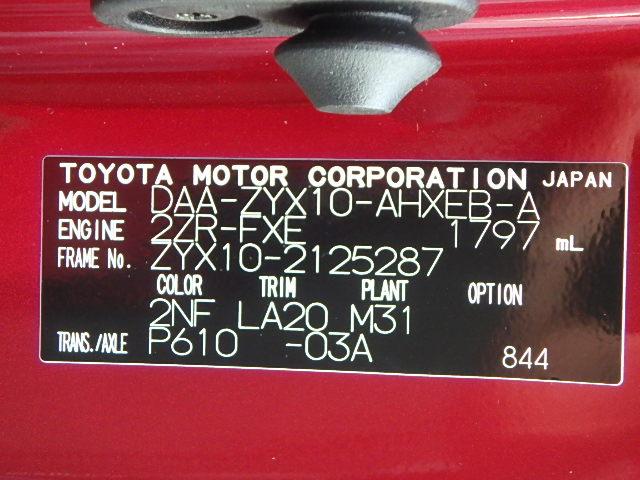 TOYOTA MOTOR CORPORATION JAPAN
MODEL DAA-ZYX10-AHXEB-A
ENGINE 2ZR-FXE 1797 mL
FRAME No. ZYX10-2125287
COLOR TRIM PLANT OPTION
2NF LA20 M31
TRANS./AXLE P610 -03A 844